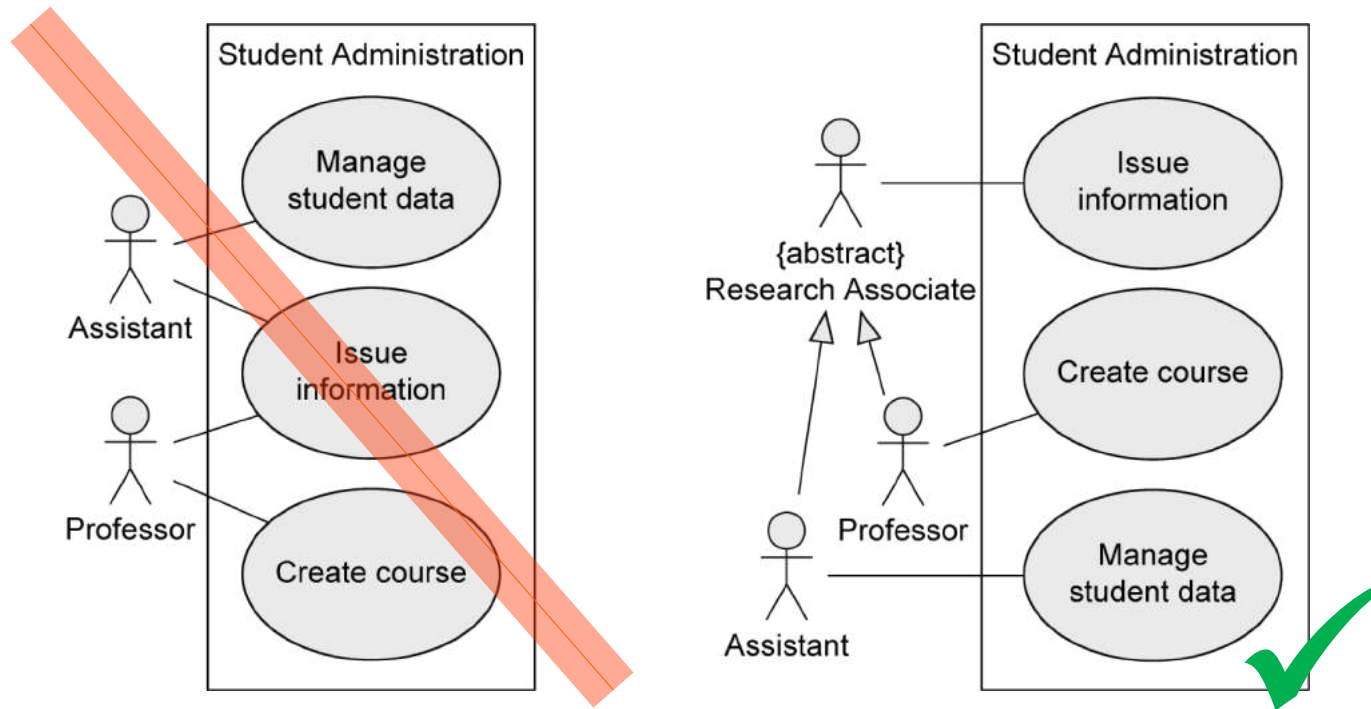 Student Administration
Manage
student data
Assistant
Issue
information
Professor
Create course
Student Administration
Issue
information
{abstract}
Research Associate
Create course
Professor
Manage
student data
Assistant